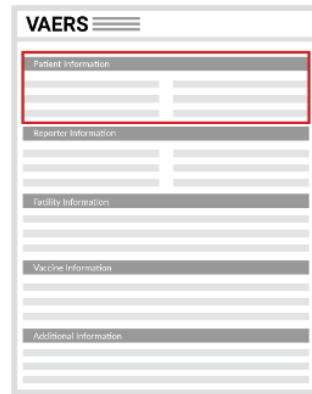 VAERS
Patient Information
Reporter Information
Facility Information
Vaccine Information
Additional Information